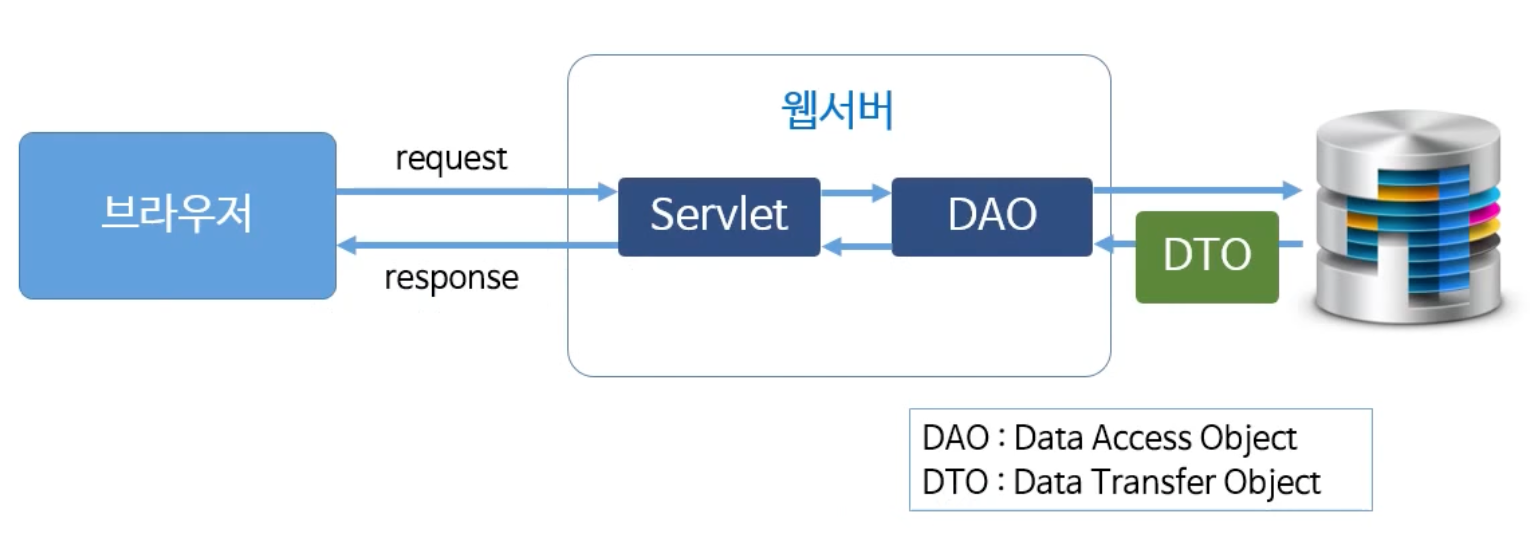 웹서버
브라우저
request
response
Servlet
DAO
DTO
DAO : Data Access Object
DTO : Data Transfer Object